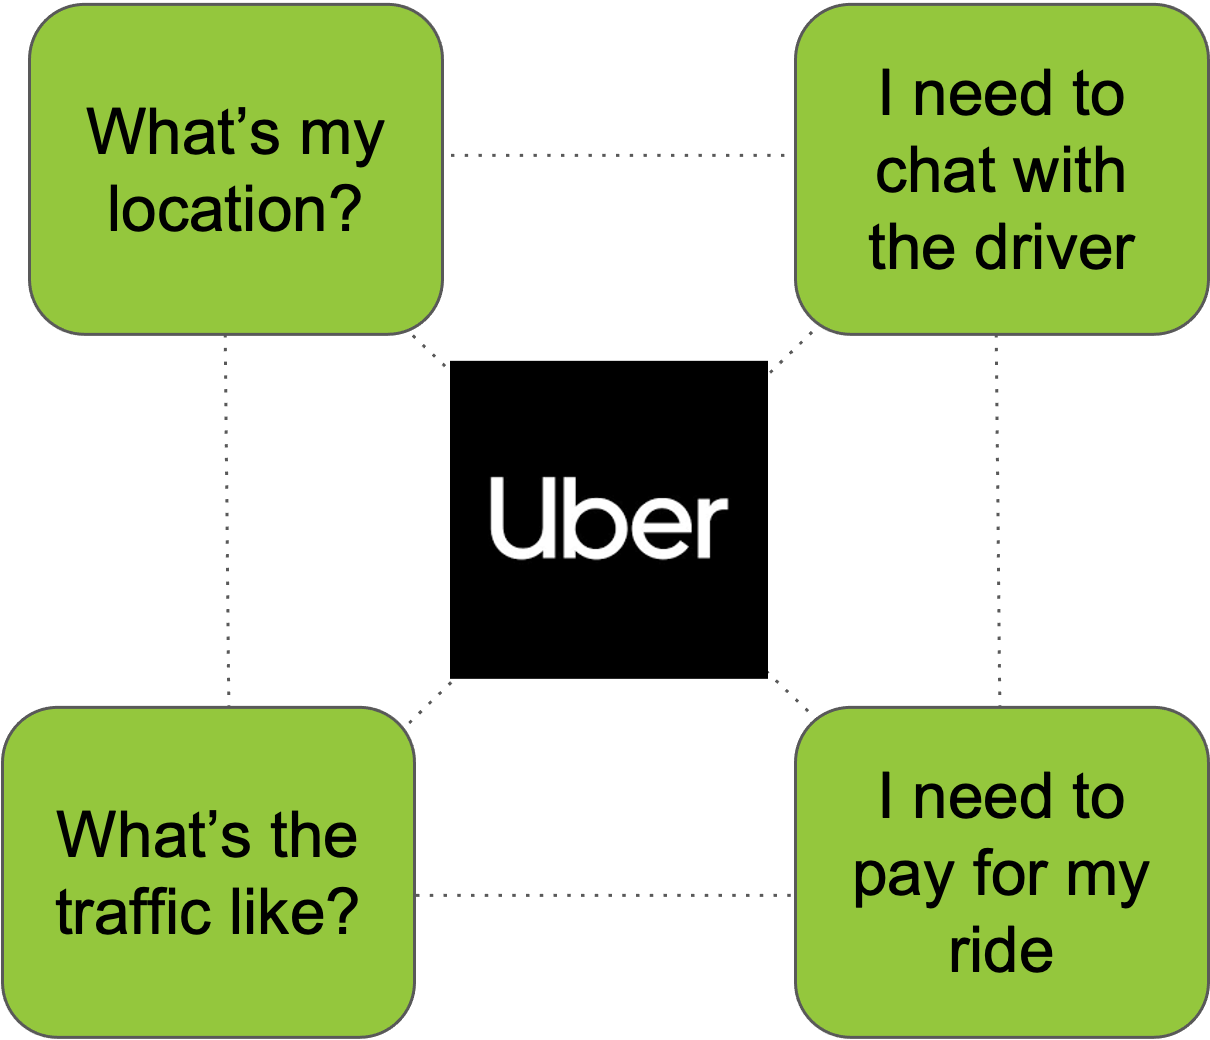 What’s my
location?
I need to
chat with
the driver
Uber
What’s the
traffic like?
I need to
pay for my
ride